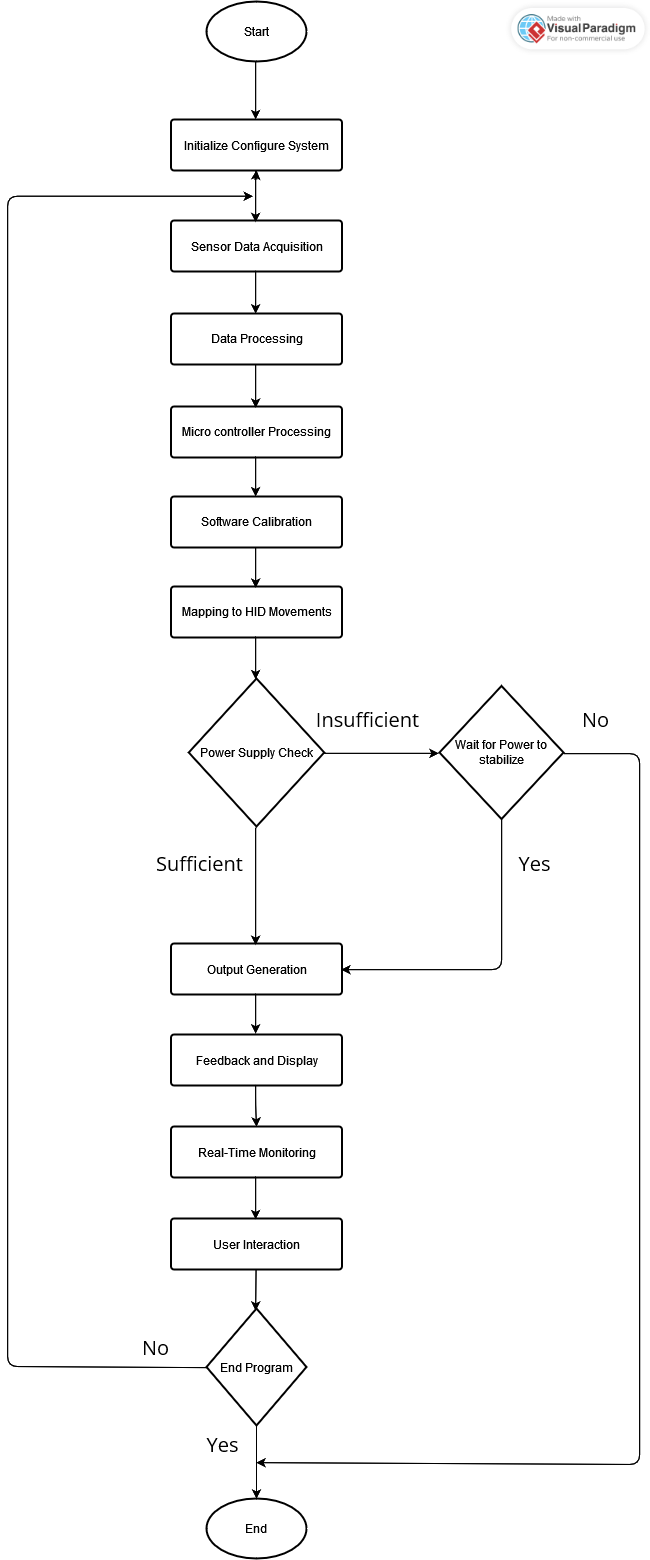 Start
Made with
VisualParadigm
For non-commercial use
Initialize Configure System
Sensor Data Acquisition
Data Processing
Micro controller Processing
Software Calibration
Mapping to HID Movements
Insufficient
No
Power Supply Check
Wait for Power to
stabilize
Sufficient
Yes
Output Generation
Feedback and Display
Real-Time Monitoring
User Interaction
No
End Program
Yes
End